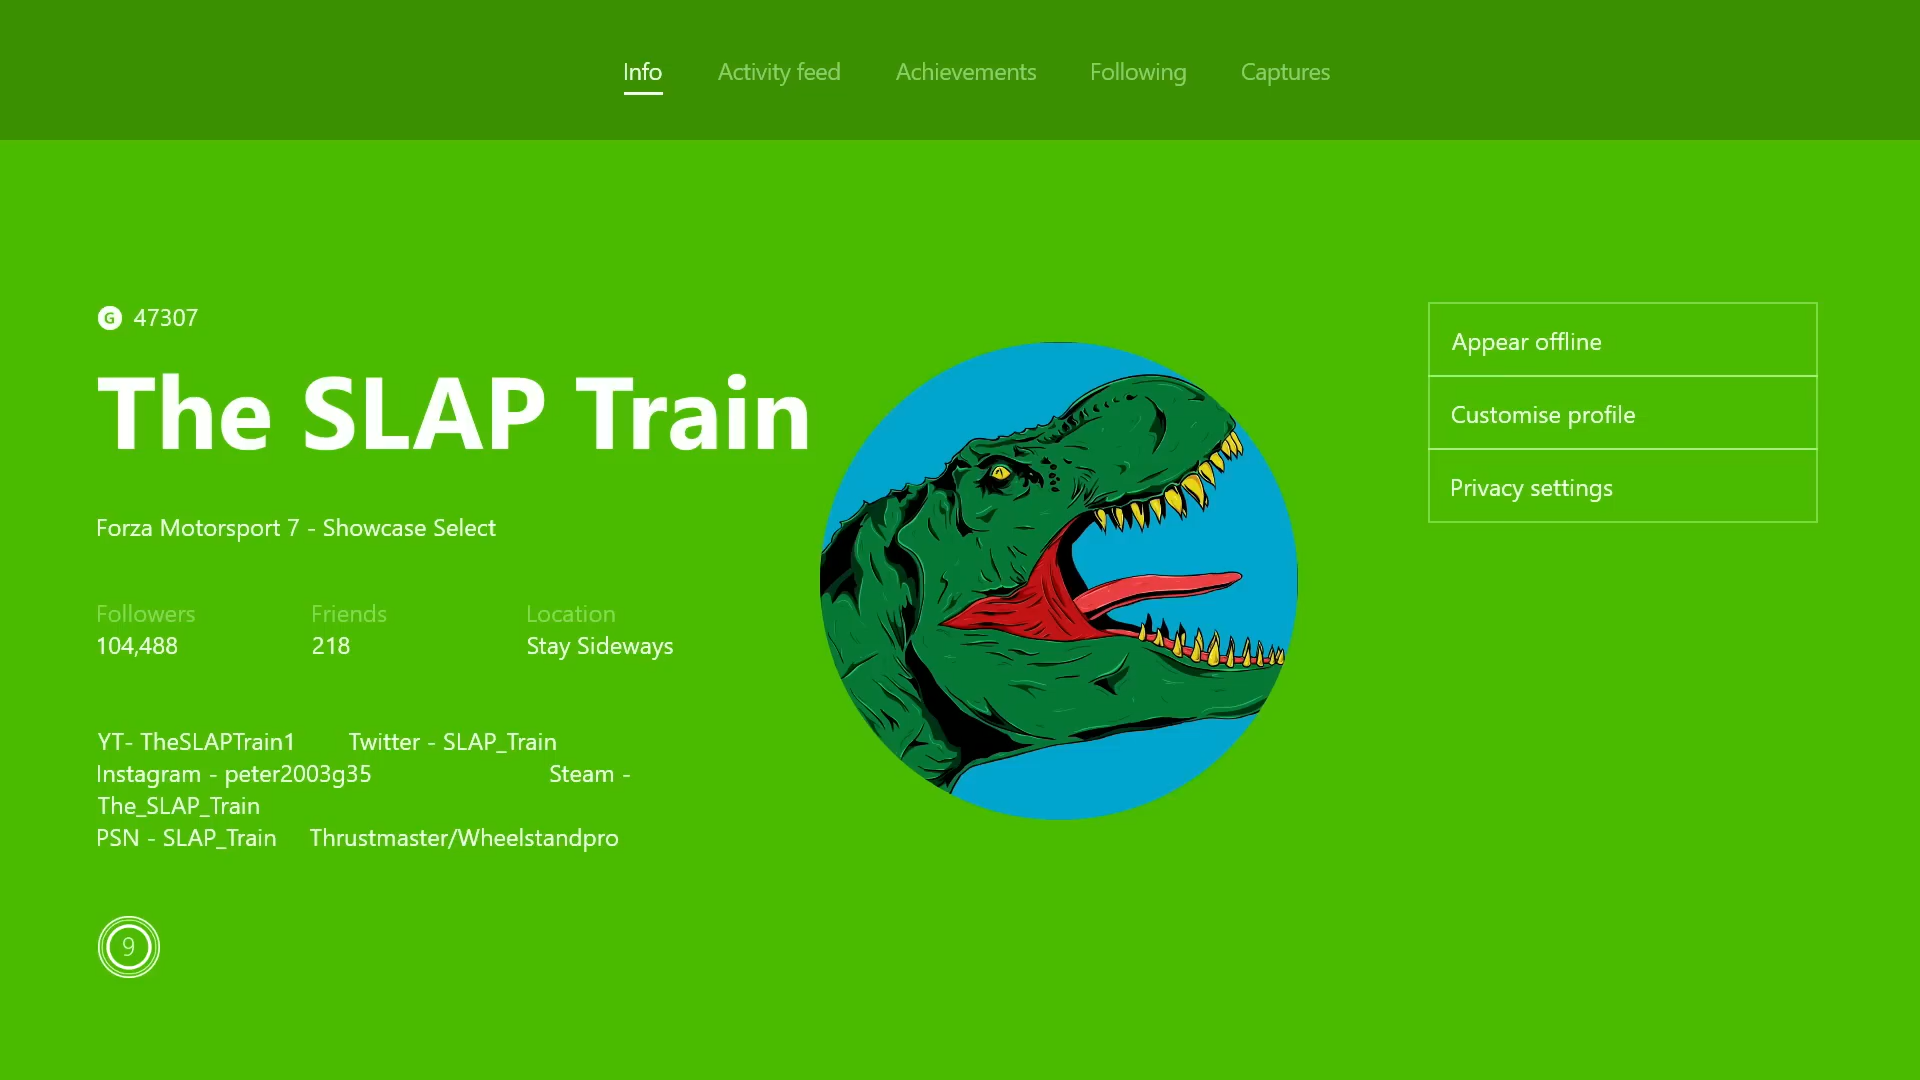 Info Activity feed Achievements Following Captures
G 47307
The SLAP Train
Forza Motorsport 7 - Showcase Select
Followers Friends Location
104,488 218 Stay Sideways
YT- TheSLAPTrain1 Twitter - SLAP_Train
Instagram - peter2003g35 Steam -
The_SLAP_Train
PSN - SLAP_Train Thrustmaster/Wheelstandpro
9
Appear offline
Customise profile
Privacy settings